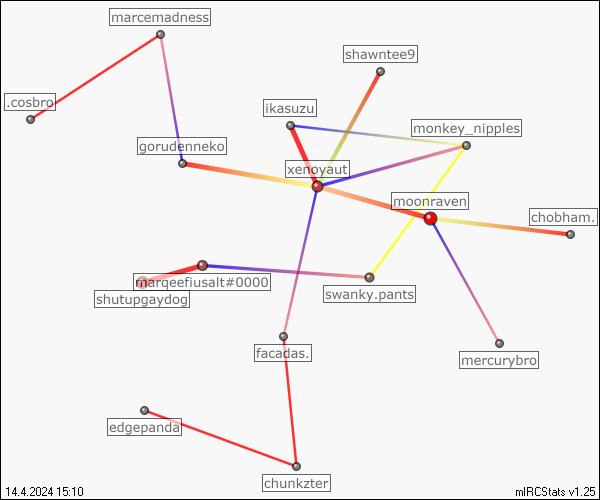 marcemadness
shawntee9
.cosbro
ikasuzu
monkey_nipples
gorudenneko
xenoyaut
moonraven
chobham.
marqeefiusalt#0000
shutupgaydog
swanky.pants
facadas.
mercurybro
edgepanda
chunkzter
14.4.2024 15:10
mIRCStats v1.25